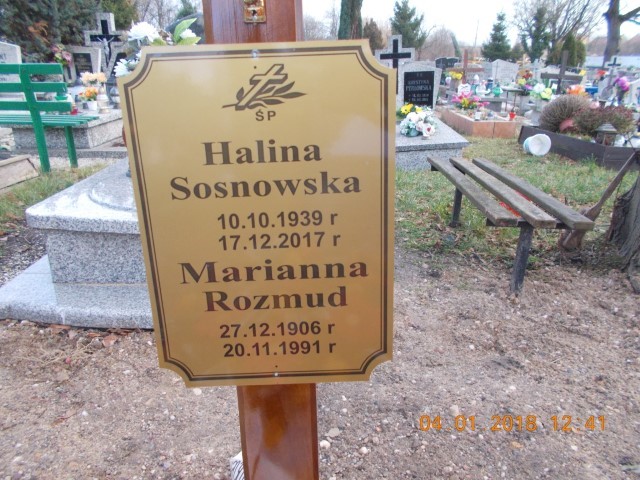 ŚP
Halina
Sosnowska
10.10.1939 r
17.12.2017 r
Marianna
Rozmud
27.12.1906 r
20.11.1991 r
04.01.2018 12:41